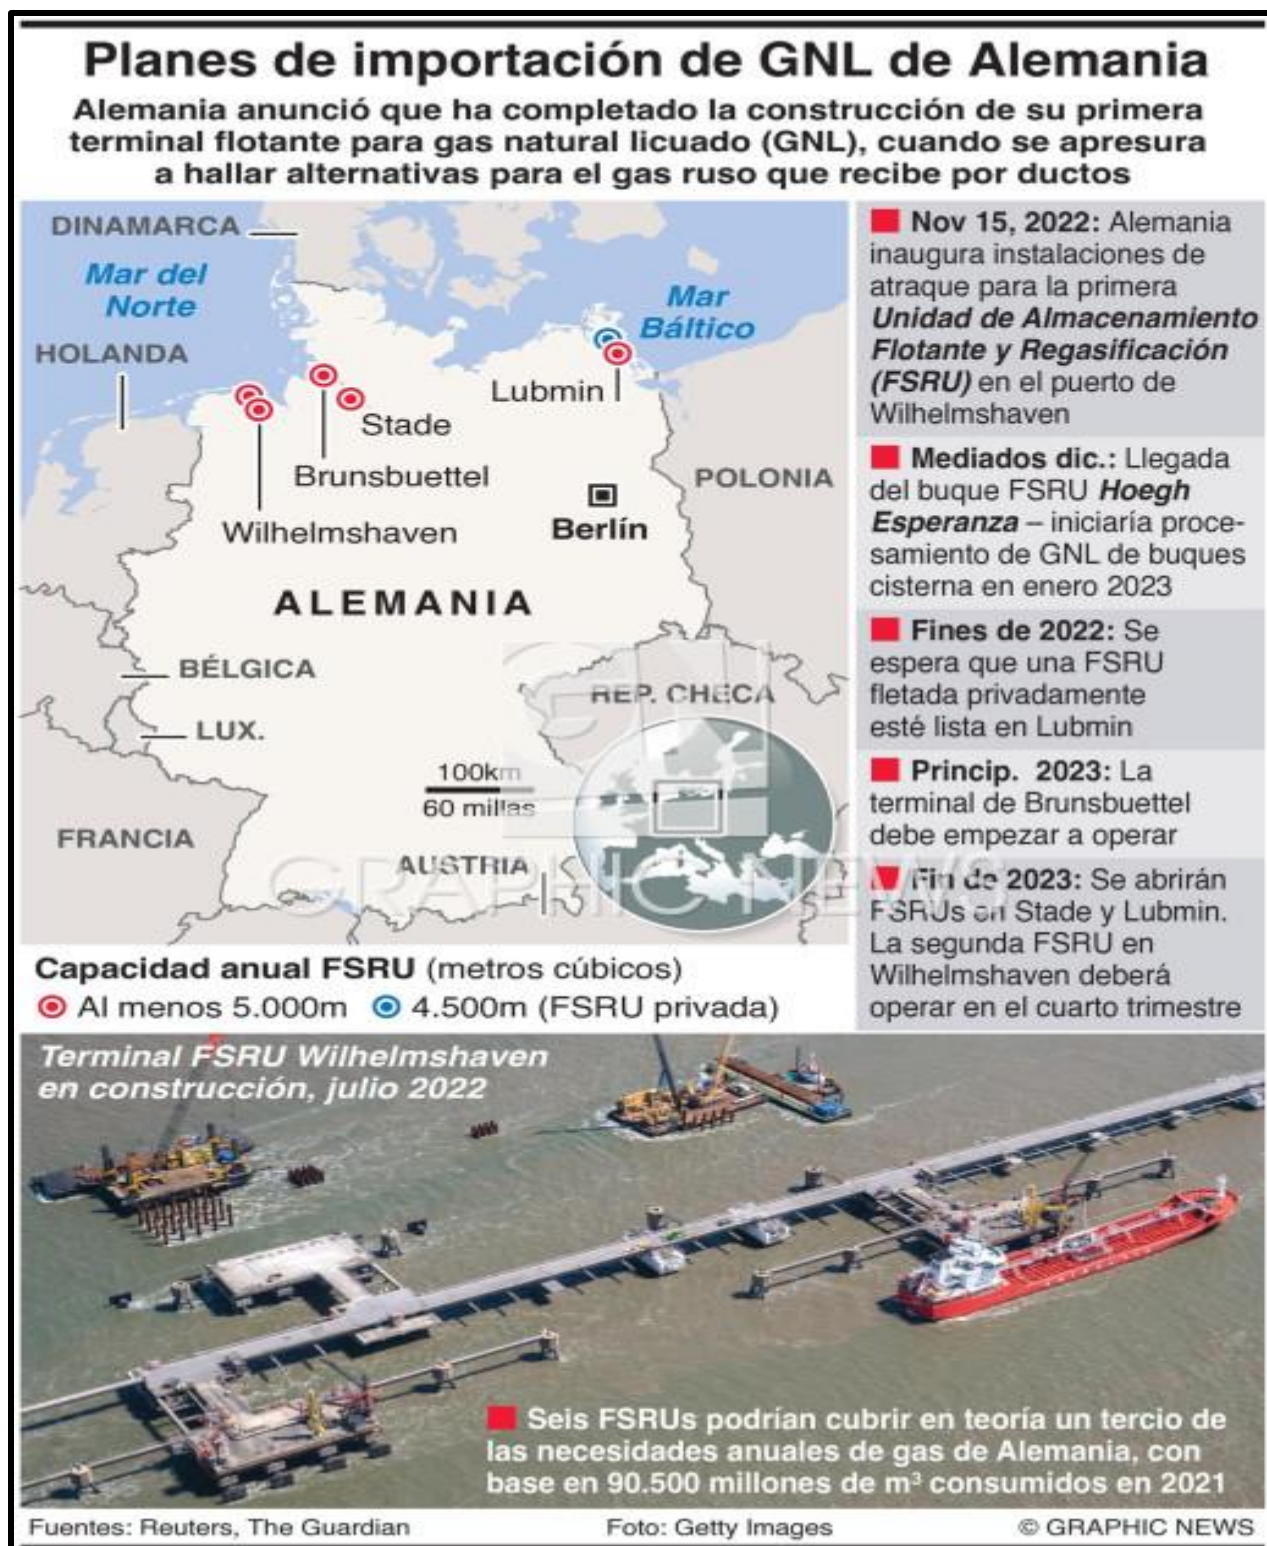 Planes de importación de GNL de Alemania
Alemania anunció que ha completado la construcción de su primera
terminal flotante para gas natural licuado (GNL), cuando se apresura
a hallar alternativas para el gas ruso que recibe por ductos
DINAMARCA
Mar del
Norte
Mar
Báltico
HOLANDA
Lubmin
Stade
Brunsbuettel
POLONIA
Wilhelmshaven
Berlín
ALEMANIA
BÉLGICA
REP. CHECA
LUX.
100km
60 millas
FRANCIA
AUSTRIA
GRAPHIC NEWS
Capacidad anual FSRU (metros cúbicos)
Al menos 5.000m 4.500m (FSRU privada)
Nov 15, 2022: Alemania
inaugura instalaciones de
atraque para la primera
Unidad de Almacenamiento
Flotante y Regasificación
(FSRU) en el puerto de
Wilhelmshaven
Mediados dic.: Llegada
del buque FSRU Hoegh
Esperanza – iniciaría proce-
samiento de GNL de buques
cisterna en enero 2023
Fines de 2022: Se
espera que una FSRU
fletada privadamente
esté lista en Lubmin
Princip. 2023: La
terminal de Brunsbuettel
debe empezar a operar
Fin de 2023: Se abrirán
FSRUs en Stade y Lubmin.
La segunda FSRU en
Wilhelmshaven deberá
operar en el cuarto trimestre
Terminal FSRU Wilhelmshaven
en construcción, julio 2022
Seis FSRUs podrían cubrir en teoría un tercio de
las necesidades anuales de gas de Alemania, con
base en 90.500 millones de m³ consumidos en 2021
Fuentes: Reuters, The Guardian
Foto: Getty Images
© GRAPHIC NEWS